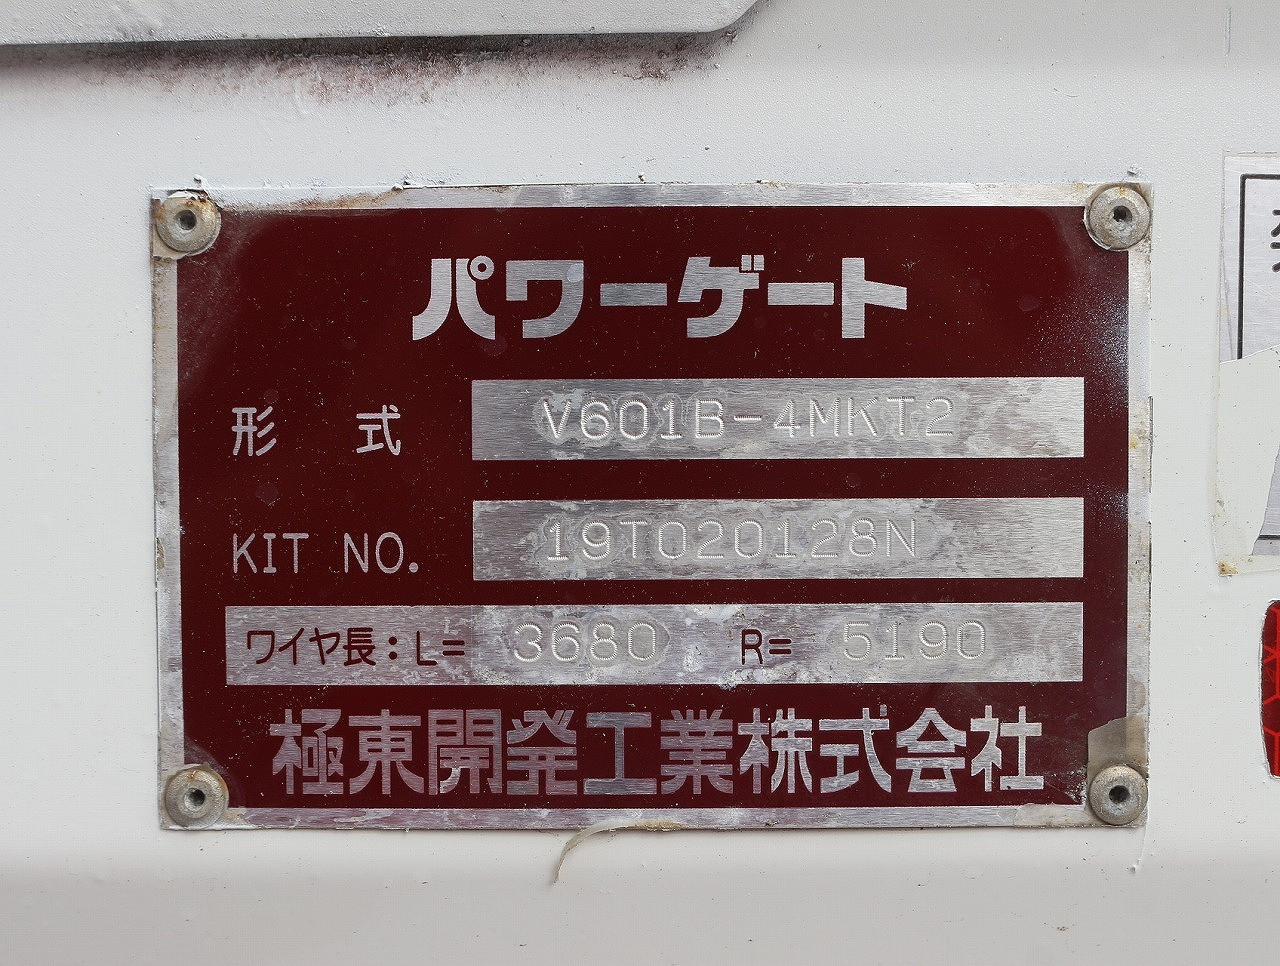 パワーゲート
形 式 V601B-4MKT2
KIT NO. 19T020128N
ワイヤ長：L= 3680 R= 5190
極東開発工業株式会社